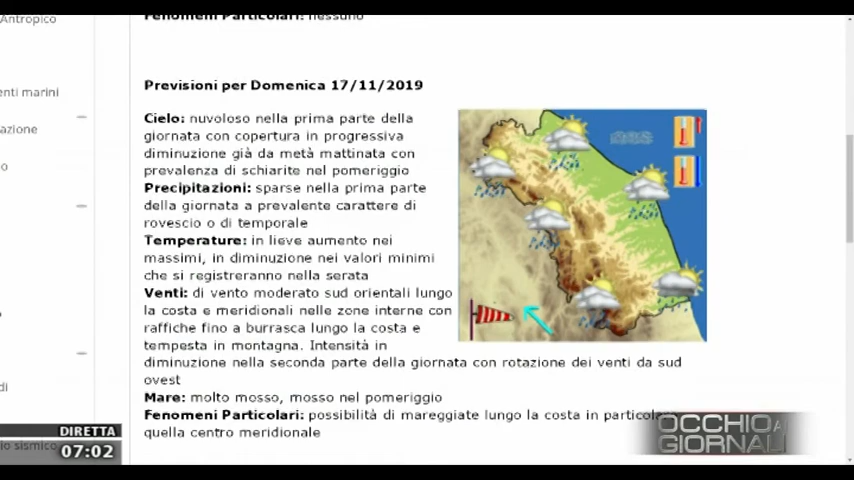 Antropico
Fenomeni Particolari: nessuno
enti marini
azione
o
Previsioni per Domenica 17/11/2019
Cielo: nuvoloso nella prima parte della
giornata con copertura in progressiva
diminuzione già da metà mattinata con
prevalenza di schiarite nel pomeriggio
Precipitazioni: sparse nella prima parte
della giornata a prevalente carattere di
rovescio o di temporale
Temperature: in lieve aumento nei
massimi, in diminuzione nei valori minimi
che si registreranno nella serata
Venti: di vento moderato sud orientali lungo
la costa e meridionali nelle zone interne con
raffiche fino a burrasca lungo la costa e
tempesta in montagna. Intensità in
diminuzione nella seconda parte della giornata con rotazione dei venti da sud
ovest
Mare: molto mosso, mosso nel pomeriggio
Fenomeni Particolari: possibilità di mareggiate lungo la costa in particolare
quella centro meridionale
di
DIRETTA
io sismico
07:02
OCCHIO AI
GIORNALI